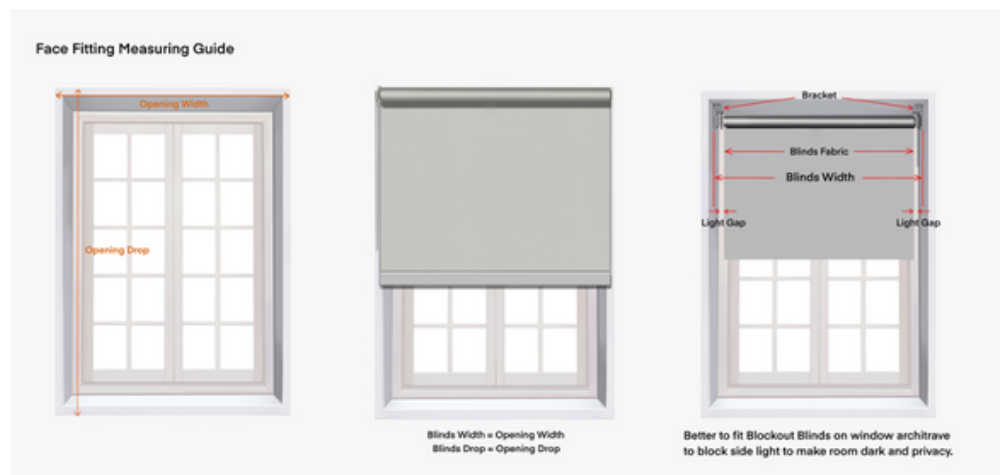 Face Fitting Measuring Guide
Opening Width
Opening Drop
Blinds Width = Opening Width
Blinds Drop = Opening Drop
Bracket
Blinds Fabric
Blinds Width
Light Gap
Light Gap
Better to fit Blockout Blinds on window architrave
to block side light to make room dark and privacy.